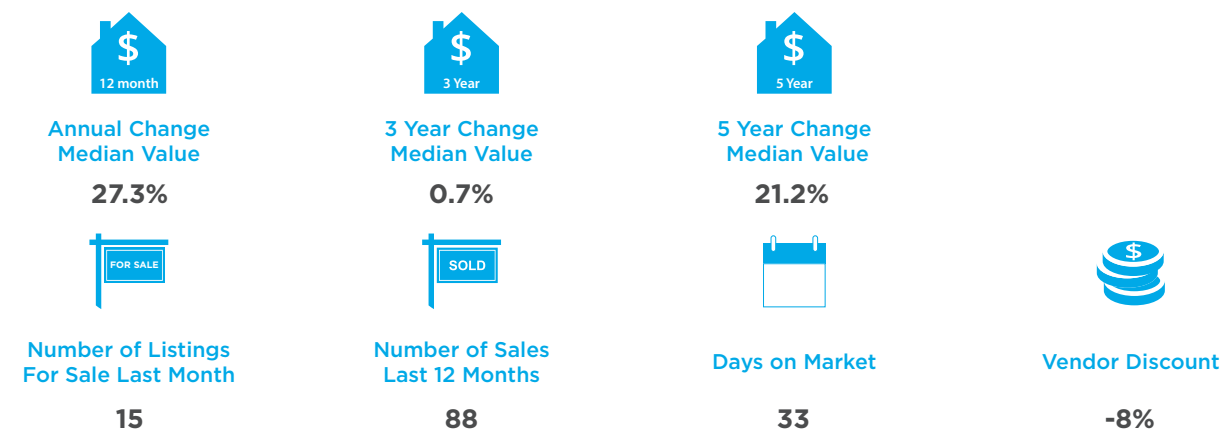 $
12 month
$
3 Year
$
5 Year
Annual Change
Median Value
3 Year Change
Median Value
5 Year Change
Median Value
27.3%
0.7%
21.2%
FOR SALE
SOLD
$
Number of Listings
For Sale Last Month
Number of Sales
Last 12 Months
Days on Market
Vendor Discount
15
88
33
-8%